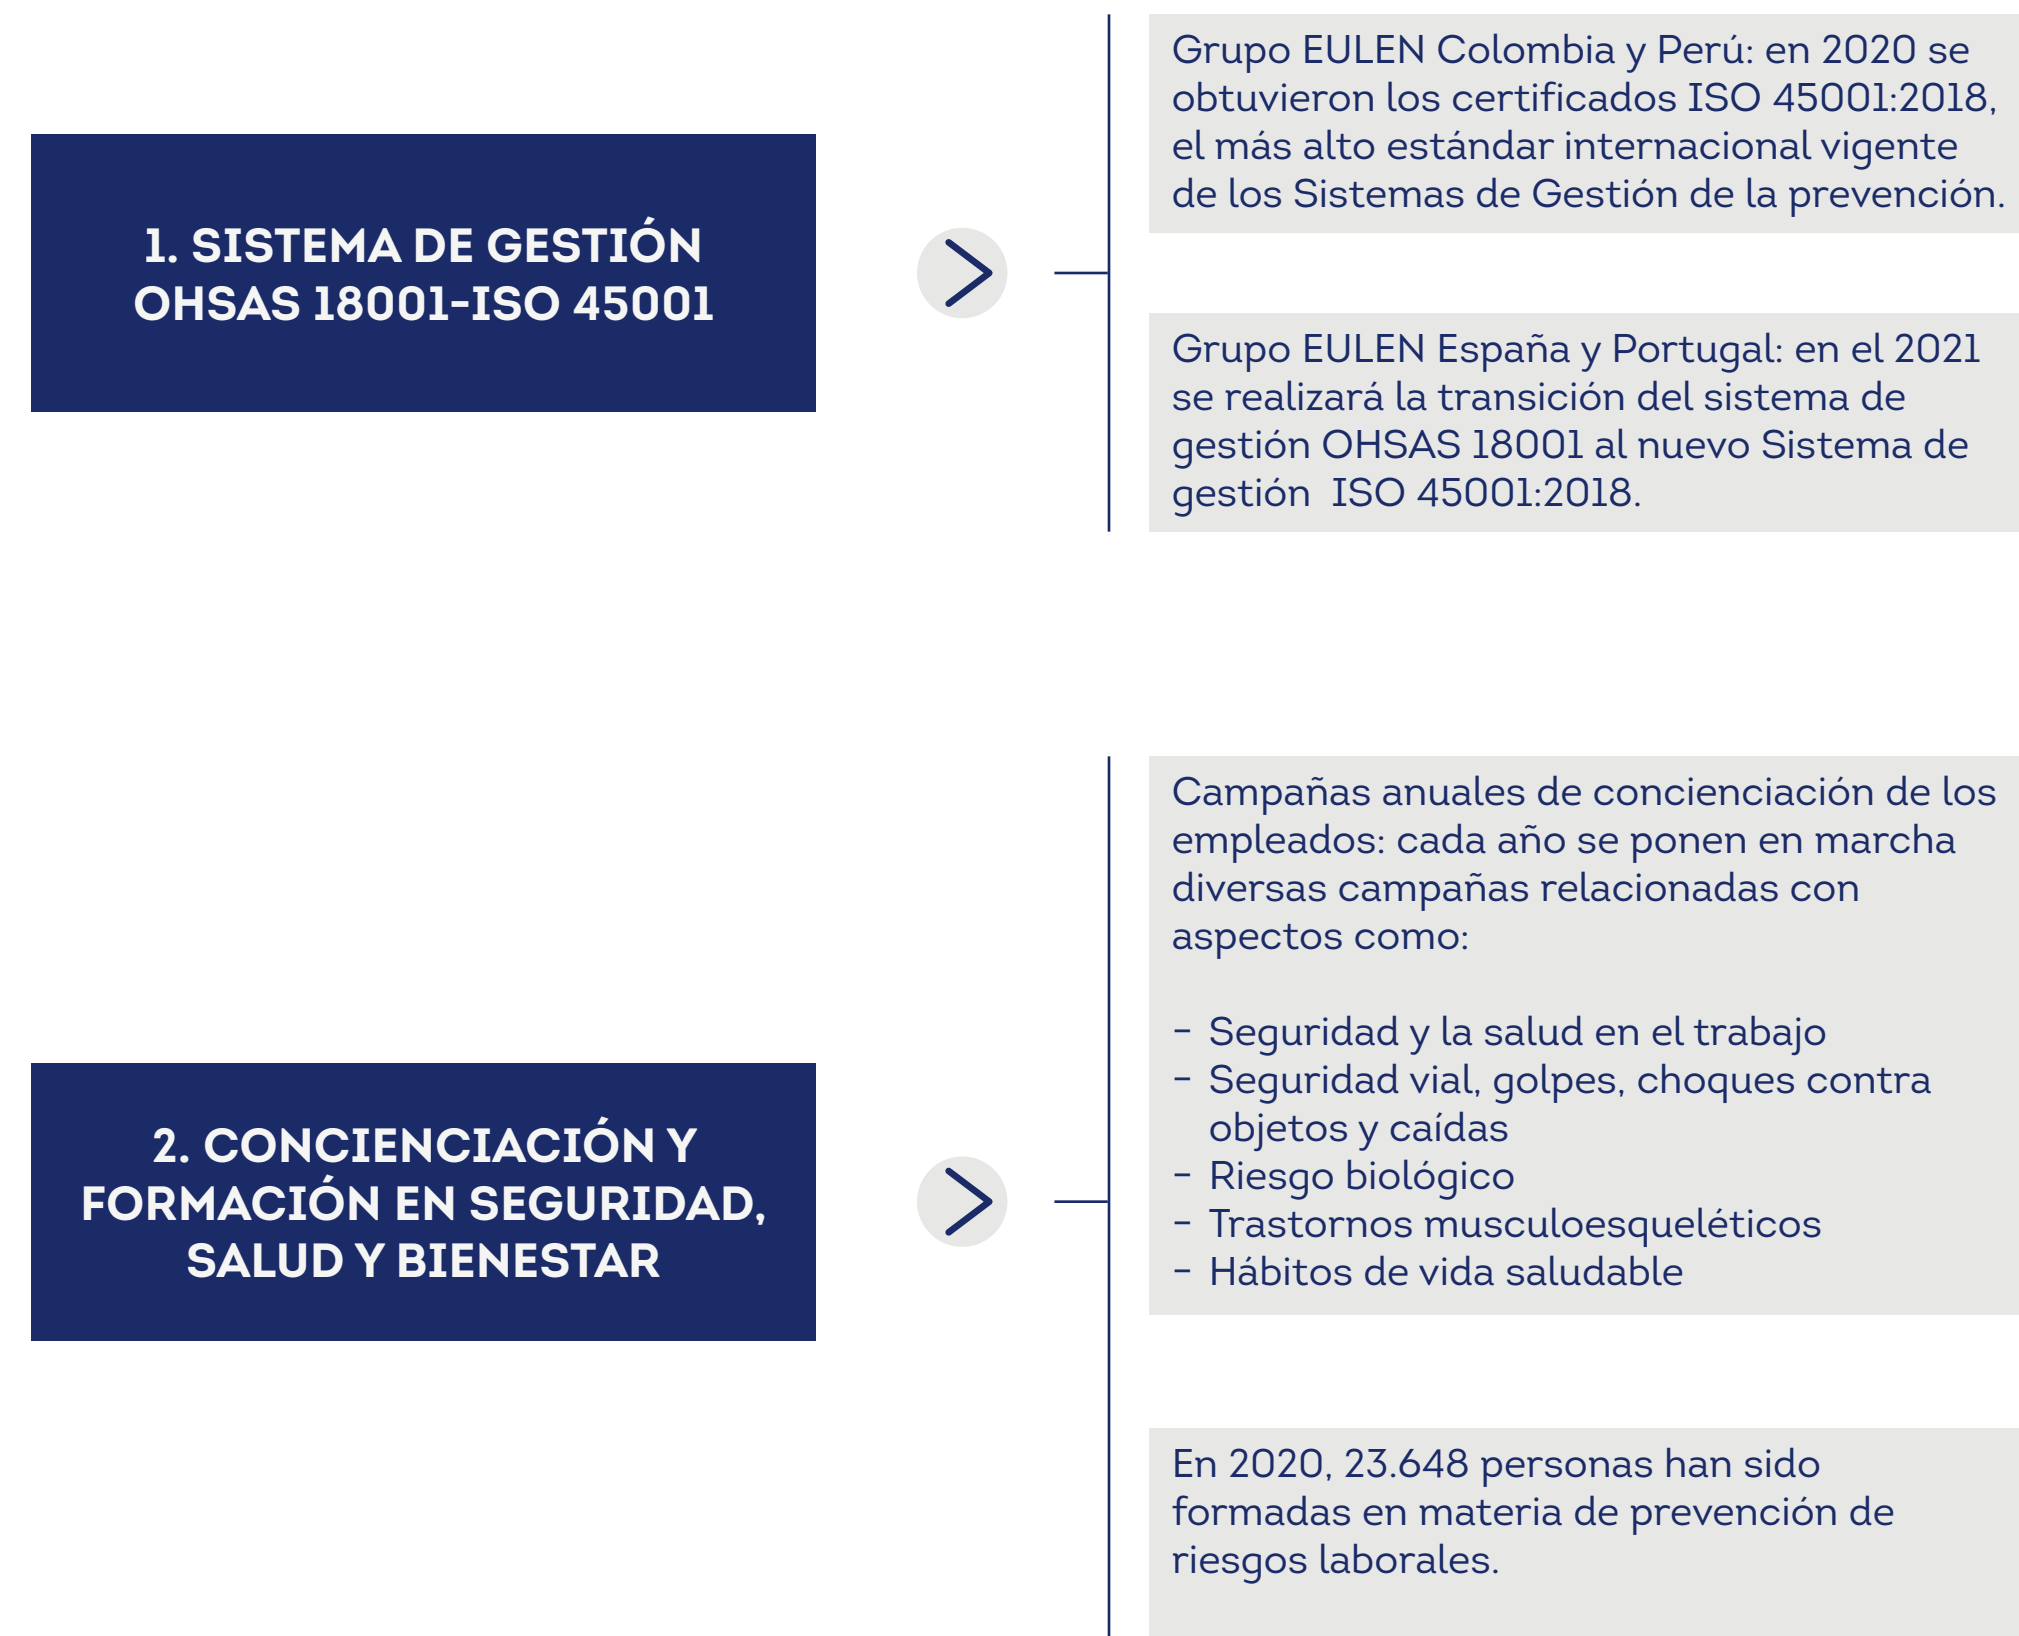 1. SISTEMA DE GESTIÓN
OHSAS 18001-ISO 45001
Grupo EULEN Colombia y Perú: en 2020 se
obtuvieron los certificados ISO 45001:2018,
el más alto estándar internacional vigente
de los Sistemas de Gestión de la prevención.
Grupo EULEN España y Portugal: en el 2021
se realizará la transición del sistema de
gestión OHSAS 18001 al nuevo Sistema de
gestión  ISO 45001:2018.
2. CONCIENCIACIÓN Y
FORMACIÓN EN SEGURIDAD,
SALUD Y BIENESTAR
Campañas anuales de concienciación de los
empleados: cada año se ponen en marcha
diversas campañas relacionadas con
aspectos como:
- Seguridad y la salud en el trabajo
- Seguridad vial, golpes, choques contra
objetos y caídas
- Riesgo biológico
- Trastornos musculoesqueléticos
- Hábitos de vida saludable
En 2020, 23.648 personas han sido
formadas en materia de prevención de
riesgos laborales.